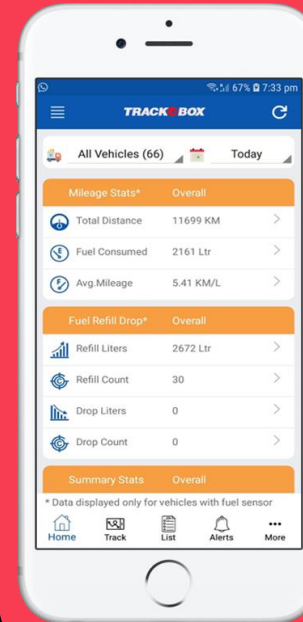 67% 7:33 pm
TRACK BOX
All Vehicles (66) Today
Mileage Stats* Overall
Total Distance 11699 KM
Fuel Consumed 2161 Ltr
Avg.Mileage 5.41 KM/L
Fuel Refill Drop* Overall
Refill Liters 2672 Ltr
Refill Count 30
Drop Liters 0
Drop Count 0
Summary Stats Overall
* Data displayed only for vehicles with fuel sensor
Home Track List Alerts More